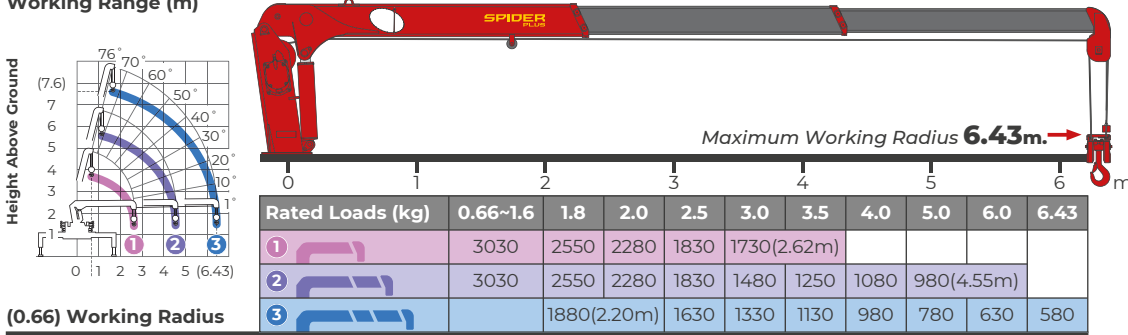 Working Range (m)
SPIDER
PLUS
Maximum Working Radius 6.43m.
0 1 2 3 4 5 6 m
Height Above Ground
76° 70° 60° 50° 40° 30° 20° 10° 1°
(7.6)
7
6
5
4
3
2
1
1 2 3
0 1 2 3 4 5 (6.43)
(0.66) Working Radius
Rated Loads (kg) 0.66~1.6 1.8 2.0 2.5 3.0 3.5 4.0 5.0 6.0 6.43
1 3030 2550 2280 1830 1730(2.62m)
2 3030 2550 2280 1830 1480 1250 1080 980(4.55m)
3 1880(2.20m) 1630 1330 1130 980 780 630 580